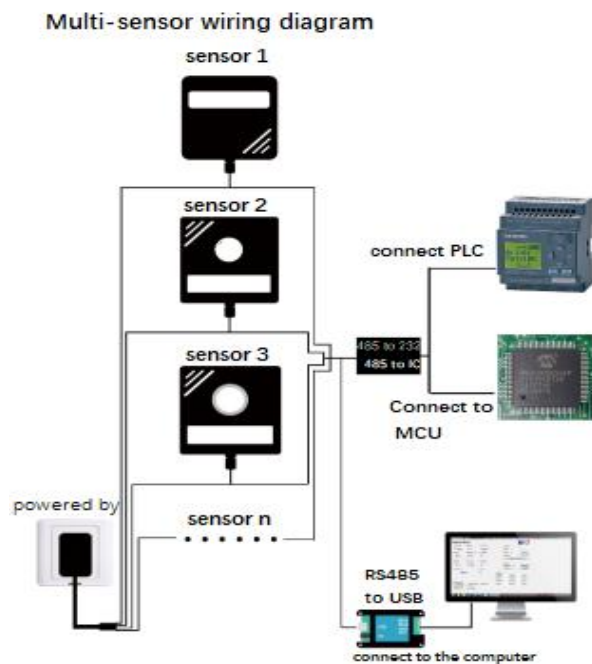 Multi-sensor wiring diagram
sensor 1
sensor 2
sensor 3
sensor n
powered by
485 to 232
485 to IC
connect PLC
Connect to
MCU
RS485
to USB
connect to the computer